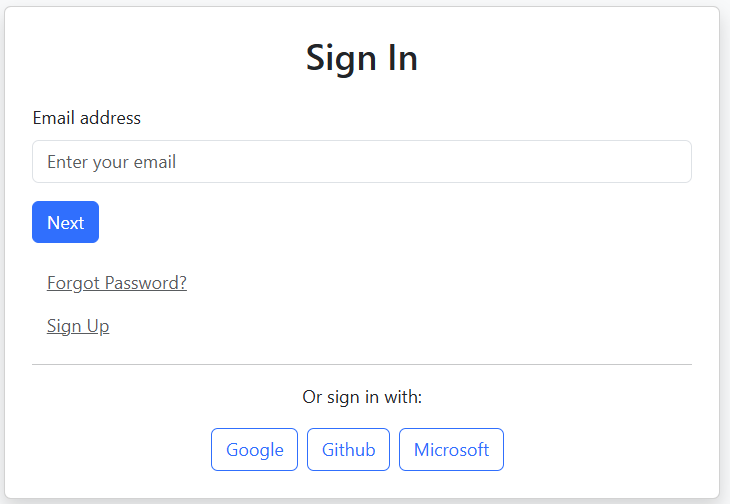 Sign In
Email address
Enter your email
Next
Forgot Password?
Sign Up
Or sign in with:
Google Github Microsoft